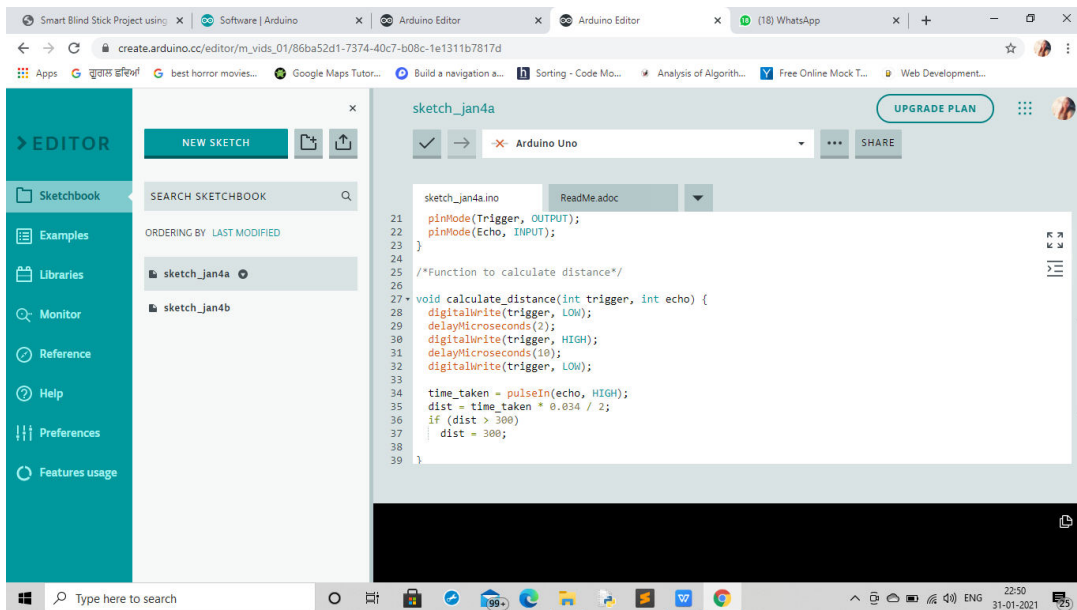 Smart Blind Stick Project using
Software | Arduino
Arduino Editor
Arduino Editor
(18) WhatsApp
create.arduino.cc/editor/m_vids_01/86ba52d1-7374-40c7-b08c-1e1311b7817d
Apps
ਗੂਗਲ ਬਦਲੋ
best horror movies...
Google Maps Tutor...
Build a navigation a...
Sorting - Code Mo...
Analysis of Algorith...
Free Online Mock T...
Web Development...
EDITOR
Sketchbook
Examples
Libraries
Monitor
Reference
Help
Preferences
Features usage
NEW SKETCH
SEARCH SKETCHBOOK
ORDERING BY LAST MODIFIED
sketch_jan4a
sketch_jan4b
sketch_jan4a
UPGRADE PLAN
Arduino Uno
SHARE
sketch_jan4a.ino
ReadMe.adoc
21 pinMode(Trigger, OUTPUT);
22 pinMode(Echo, INPUT);
23 }
24
25 /*Function to calculate distance*/
26
27 void calculate_distance(int trigger, int echo) {
28 digitalWrite(trigger, LOW);
29 delayMicroseconds(2);
30 digitalWrite(trigger, HIGH);
31 delayMicroseconds(10);
32 digitalWrite(trigger, LOW);
33
34 time_taken = pulseIn(echo, HIGH);
35 dist = time_taken * 0.034 / 2;
36 if (dist > 300)
37 dist = 300;
38
39 }
Type here to search
99+
ENG
22:50
31-01-2021
25